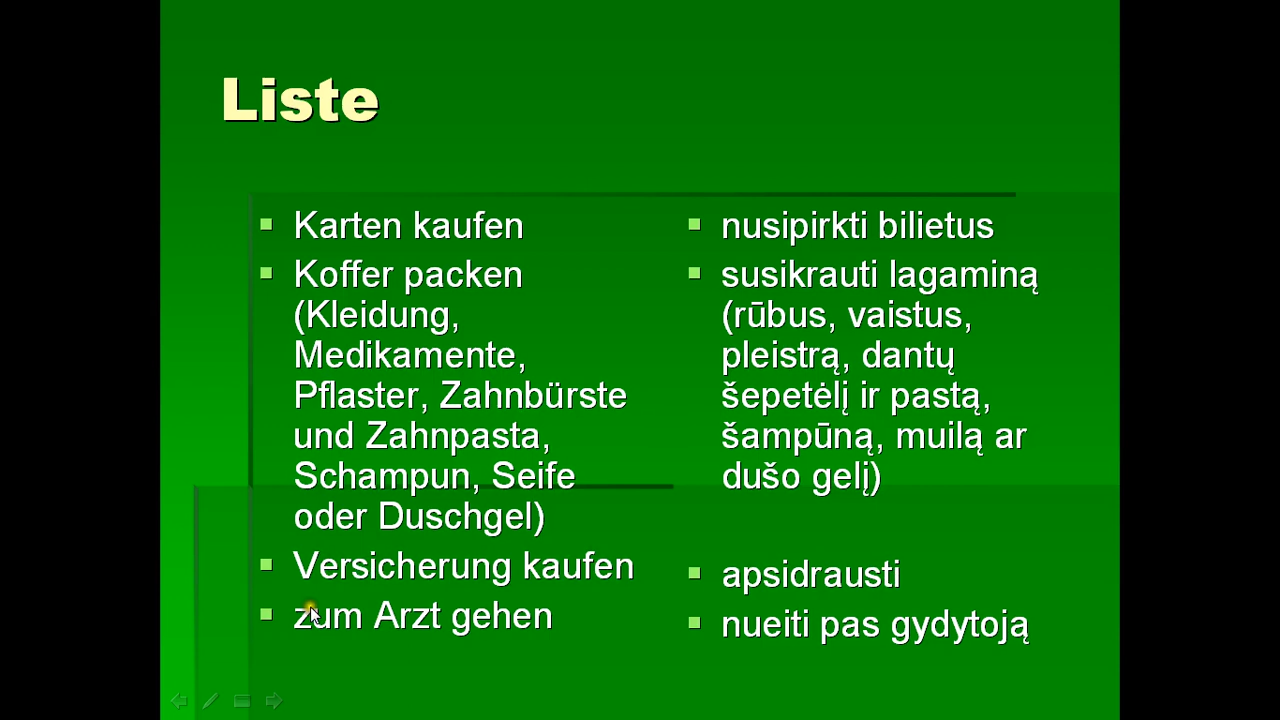 Liste
Karten kaufen
Koffer packen
(Kleidung,
Medikamente,
Pflaster, Zahnbürste
und Zahnpasta,
Schampun, Seife
oder Duschgel)
Versicherung kaufen
zum Arzt gehen
nusipirkti bilietus
susikrauti lagaminą
(rūbus, vaistus,
pleistrą, dantų
šepetėlį ir pastą,
šampūną, muilą ar
dušo gelį)
apsidrausti
nueiti pas gydytoją